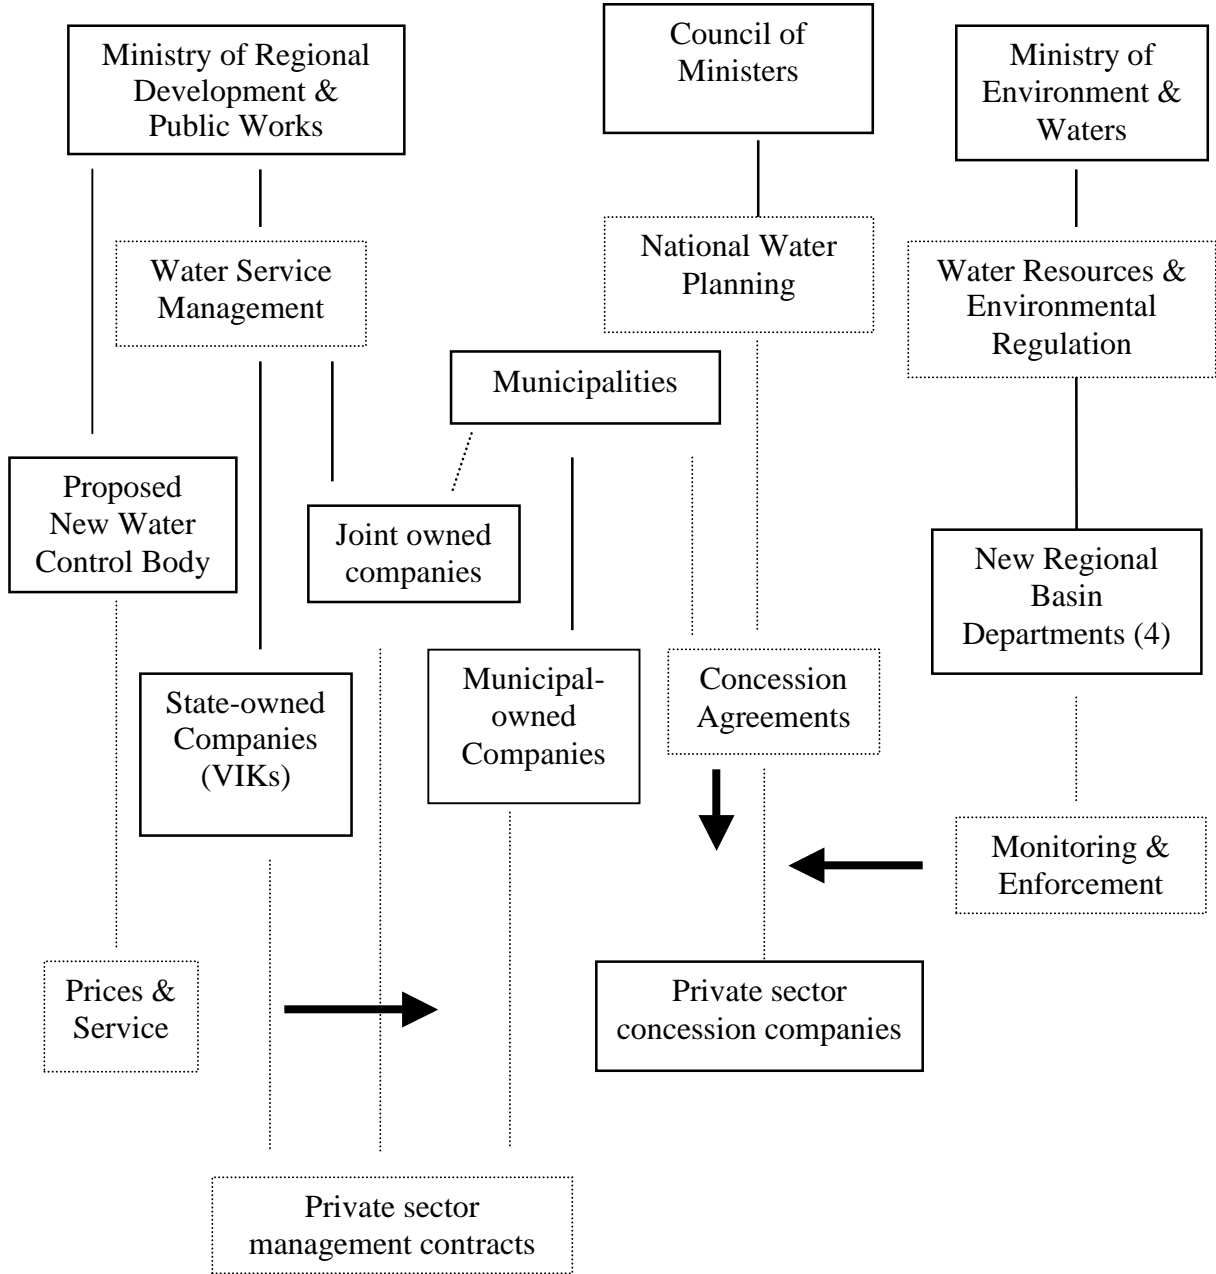 Ministry of Regional
Development &
Public Works
Council of
Ministers
Ministry of
Environment &
Waters
Water Service
Management
National Water
Planning
Water Resources &
Environmental
Regulation
Municipalities
Proposed
New Water
Control Body
Joint owned
companies
New Regional
Basin
Departments (4)
State-owned
Companies
(VIKs)
Municipal-
owned
Companies
Concession
Agreements
Monitoring &
Enforcement
Prices &
Service
Private sector
concession companies
Private sector
management contracts